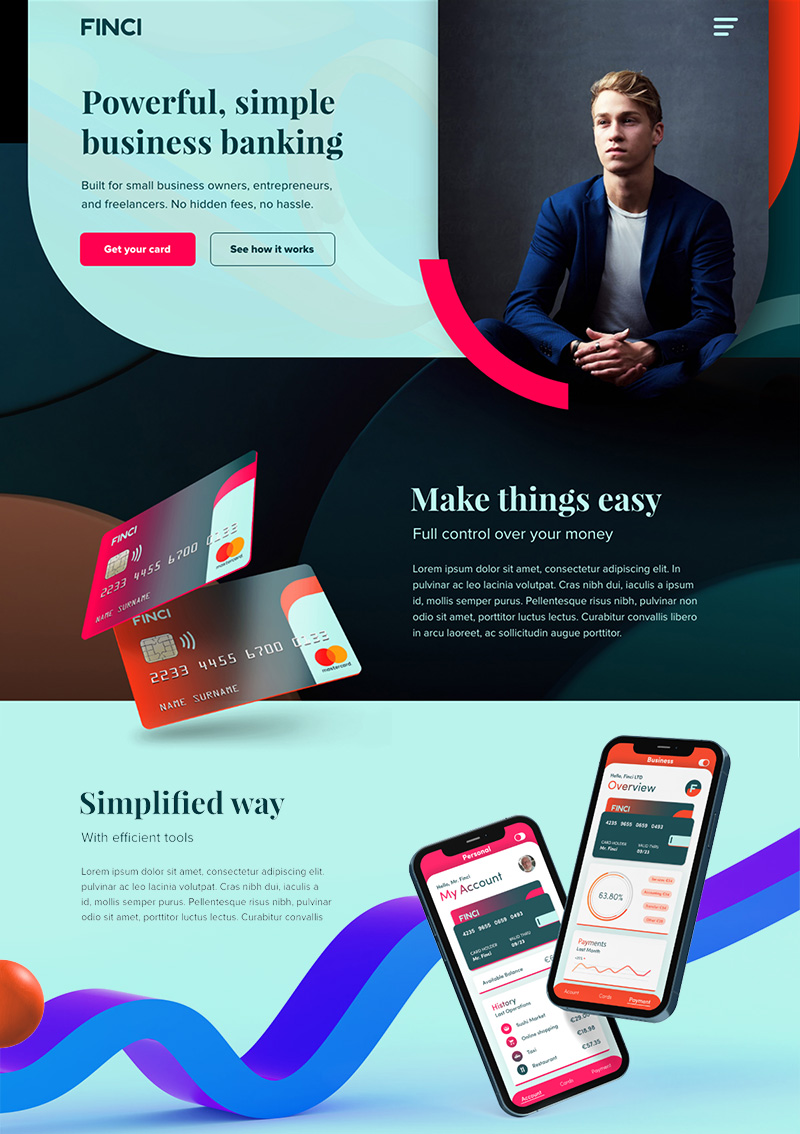 FINCI
Powerful, simple
business banking
Built for small business owners, entrepreneurs,
and freelancers. No hidden fees, no hassle.
Get your card
See how it works
FINCI
2233 4455 6700
mastercard
NAME SURNAME
FINCI
2233 4455 6700
mastercard
NAME SURNAME
Make things easy
Full control over your money
Lorem ipsum dolor sit amet, consectetur adipiscing elit. In
pulvinar ac leo lacinia volutpat. Cras nibh dui, iaculis a ipsum
id, mollis semper purus. Pellentesque risus nibh, pulvinar non
odio sit amet, porttitor luctus lectus. Curabitur convallis libero
in arcu laoreet, ac sollicitudin augue porttitor.
Simplified way
With efficient tools
Lorem ipsum dolor sit amet, consectetur adipiscing elit.
pulvinar ac leo lacinia volutpat. Cras nibh dui, iaculis a
id, mollis semper purus. Pellentesque risus nibh, pulvinar
odio sit amet, porttitor luctus lectus. Curabitur convallis
Personal
Hello, Mr. Finci
My Account
FINCI
4235 9655 0659 0493
CARD HOLDER
Mr. Finci
VALID THRU
09/23
Available Balance
History
Last Operations
Sushi Market
Online shopping
€29.00
Taxi
€18.98
Restaurant
€57.35
Account
Cards
Payment
Business
Hello, Finci LTD
Overview
F
FINCI
4235 9655 0659 0493
CARD HOLDER
Mr. Finci
VALID THRU
09/23
63.80%
Payments
Last Month
Account
Cards
Payment